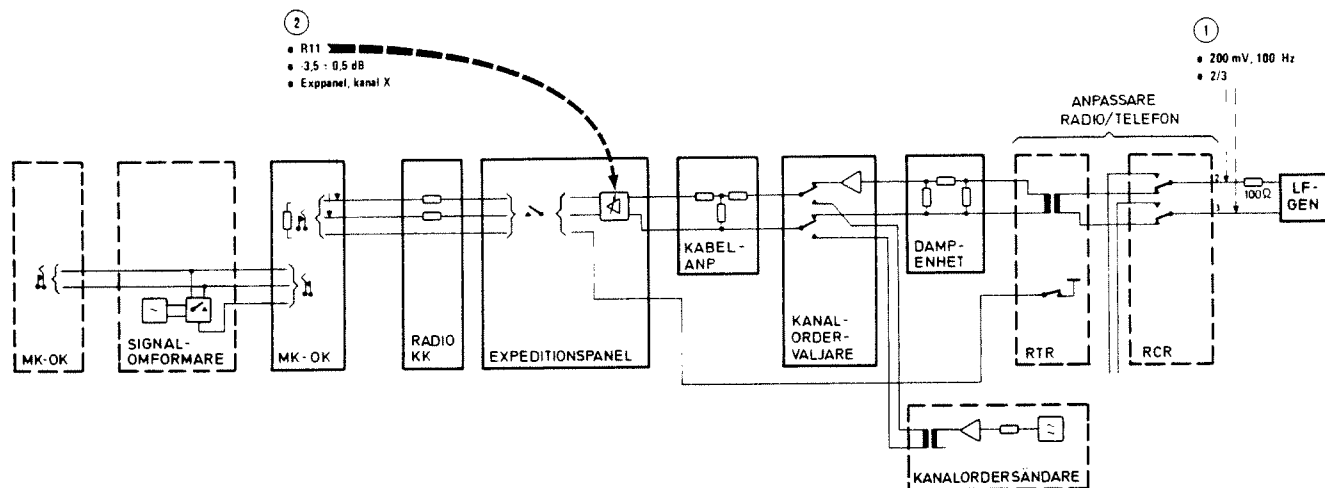 2
• R11
• -3,5 ± 0,5 dB
• Exppanel, kanal X
1
• 200 mV, 100 Hz
• 2/3
ANPASSARE
RADIO/TELEFON
2
3
100Ω
LF-
GEN
MK-OK
SIGNAL-
OMFORMARE
MK-OK
RADIO
KK
EXPEDITIONSPANEL
KABEL-
ANP
KANAL-
ORDER-
VALJARE
DAMP-
ENHET
RTR
RCR
KANALORDERSÄNDARE